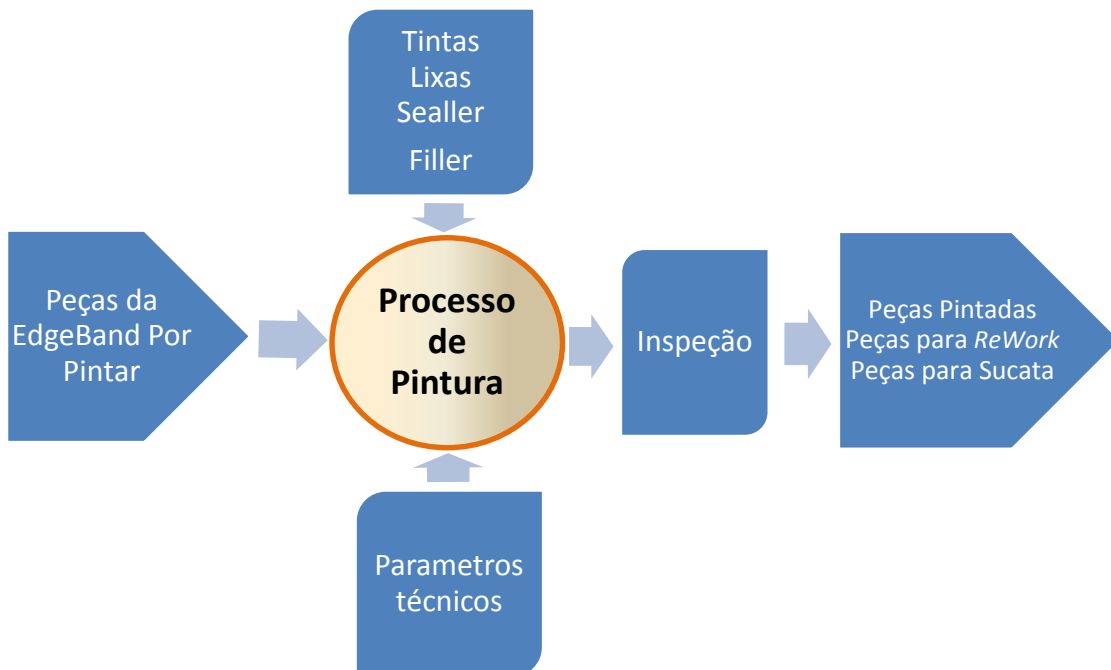 Tintas
Lixas
Sealler
Filler
Peças da
EdgeBand Por
Pintar
Processo
de
Pintura
Inspeção
Peças Pintadas
Peças para ReWork
Peças para Sucata
Parametros
técnicos